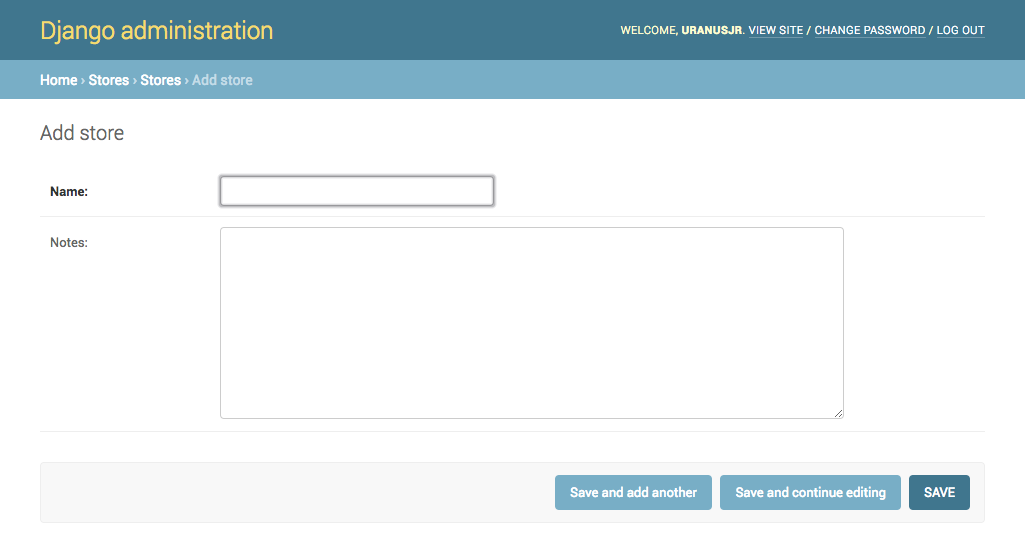 Django administration
WELCOME, URANUSJR. VIEW SITE / CHANGE PASSWORD / LOG OUT
Home › Stores › Stores › Add store
Add store
Name:
Notes:
Save and add another
Save and continue editing
SAVE